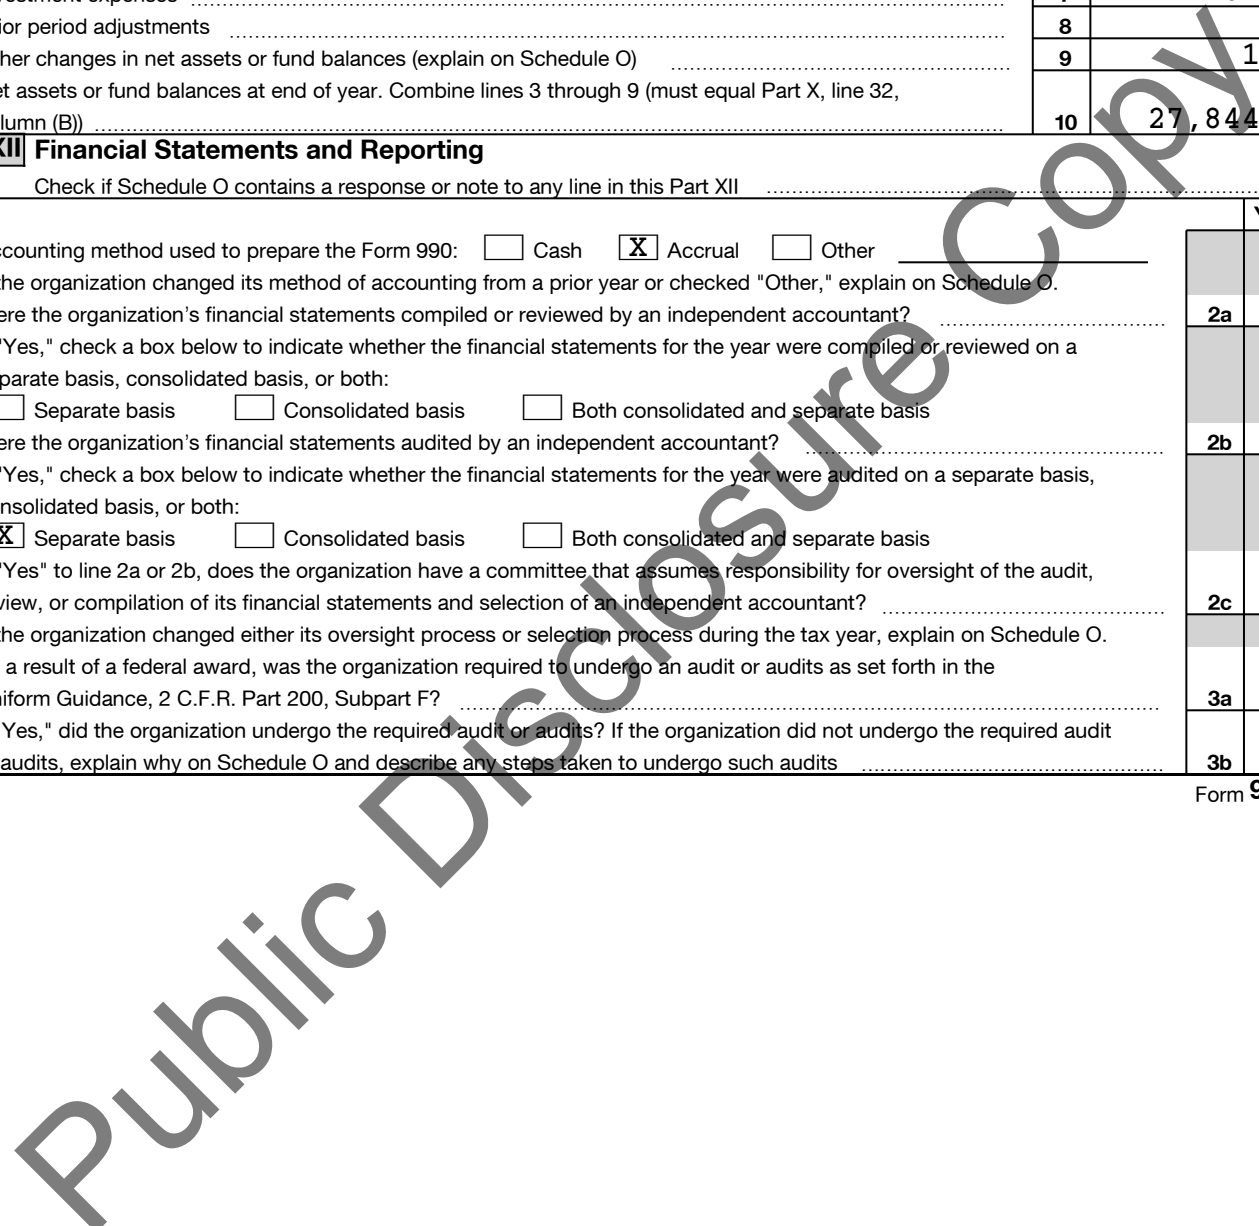 ior period adjustments 8
her changes in net assets or fund balances (explain on Schedule O) 9 1
et assets or fund balances at end of year. Combine lines 3 through 9 (must equal Part X, line 32,
lumn (B)) 10 27,844
XII Financial Statements and Reporting
Check if Schedule O contains a response or note to any line in this Part XII
ccounting method used to prepare the Form 990: Cash X Accrual Other
the organization changed its method of accounting from a prior year or checked "Other," explain on Schedule O.
ere the organization's financial statements compiled or reviewed by an independent accountant? 2a
"Yes," check a box below to indicate whether the financial statements for the year were compiled or reviewed on a
parate basis, consolidated basis, or both:
Separate basis Consolidated basis Both consolidated and separate basis
ere the organization's financial statements audited by an independent accountant? 2b
"Yes," check a box below to indicate whether the financial statements for the year were audited on a separate basis,
nsolidated basis, or both:
X Separate basis Consolidated basis Both consolidated and separate basis
"Yes" to line 2a or 2b, does the organization have a committee that assumes responsibility for oversight of the audit,
view, or compilation of its financial statements and selection of an independent accountant? 2c
the organization changed either its oversight process or selection process during the tax year, explain on Schedule O.
a result of a federal award, was the organization required to undergo an audit or audits as set forth in the
niform Guidance, 2 C.F.R. Part 200, Subpart F? 3a
"Yes," did the organization undergo the required audit or audits? If the organization did not undergo the required audit
audits, explain why on Schedule O and describe any steps taken to undergo such audits 3b
Form 9
Public Disclosure Copy